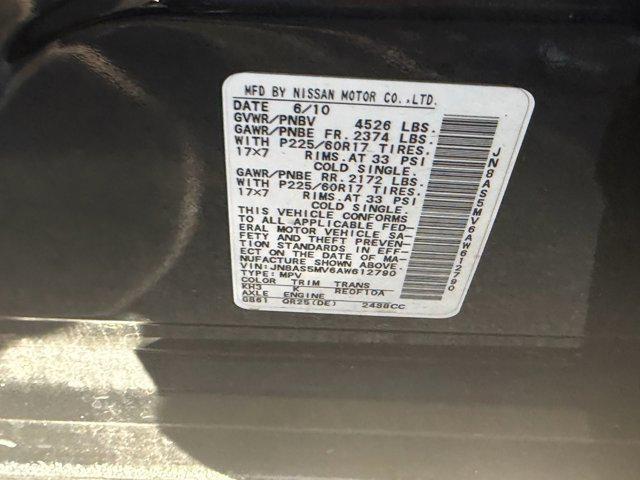 MFD BY NISSAN MOTOR CO.,LTD.
DATE 6/10
GVWR/PNBV 4526 LBS.
GAWR/PNBE FR. 2374 LBS.
WITH P225/60R17 TIRES.
17×7 RIMS.AT 33 PSI
COLD SINGLE.
GAWR/PNBE RR. 2172 LBS.
WITH P225/60R17 TIRES.
17×7 RIMS.AT 33 PSI
COLD SINGLE.
THIS VEHICLE CONFORMS
TO ALL APPLICABLE FED-
ERAL MOTOR VEHICLE SA-
FETY AND THEFT PREVEN-
TION STANDARDS IN EFF-
ECT ON THE DATE OF MA-
NUFACTURE SHOWN ABOVE.
VIN:JN8AS5MV6AW612790
TYPE: MPV
COLOR TRIM TRANS
KH3 K RE0F10A
AXLE ENGINE
GB61 QR25(DE) 2488CC
JN8AS5MV6AW612790